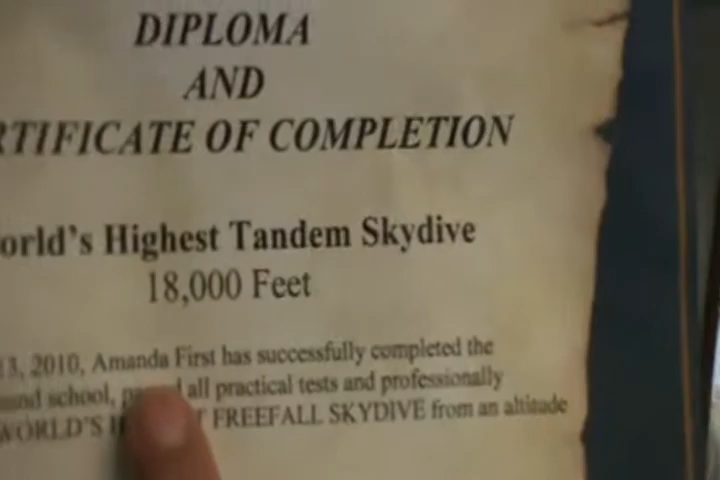 DIPLOMA
AND
RTIFICATE OF COMPLETION
orld's Highest Tandem Skydive
18,000 Feet
13, 2010, Amanda First has successfully completed the
und school, all practical tests and professionally
WORLD'S FREEFALL SKYDIVE from an altitude